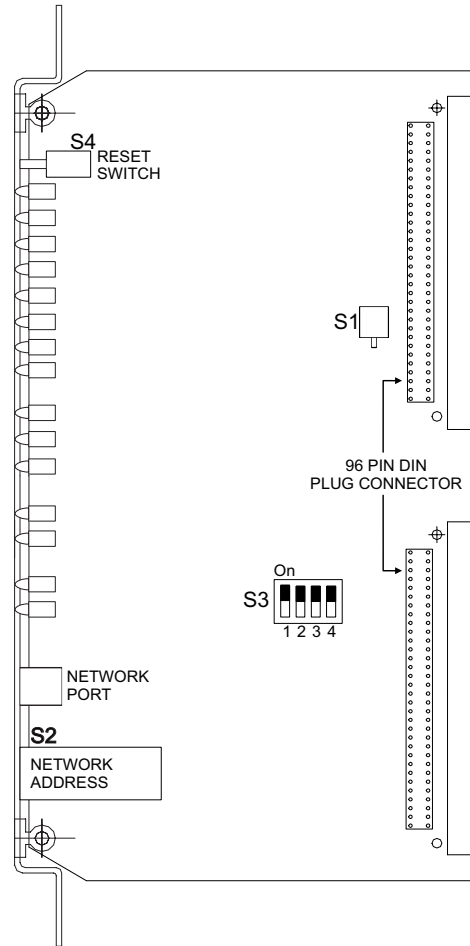 S4
RESET
SWITCH
S1
96 PIN DIN
PLUG CONNECTOR
On
S3
1 2 3 4
NETWORK
PORT
S2
NETWORK
ADDRESS